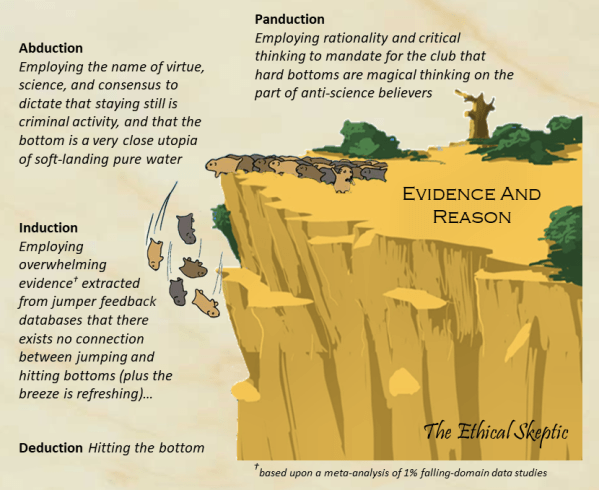 Panduction
Employing rationality and critical
thinking to mandate for the club that
hard bottoms are magical thinking on the
part of anti-science believers
Abduction
Employing the name of virtue,
science, and consensus to
dictate that staying still is
criminal activity, and that the
bottom is a very close utopia
of soft-landing pure water
EVIDENCE AND
REASON
Induction
Employing
overwhelming
evidence† extracted
from jumper feedback
databases that there
exists no connection
between jumping and
hitting bottoms (plus the
breeze is refreshing)…
Deduction Hitting the bottom
The Ethical Skeptic
†based upon a meta-analysis of 1% falling-domain data studies